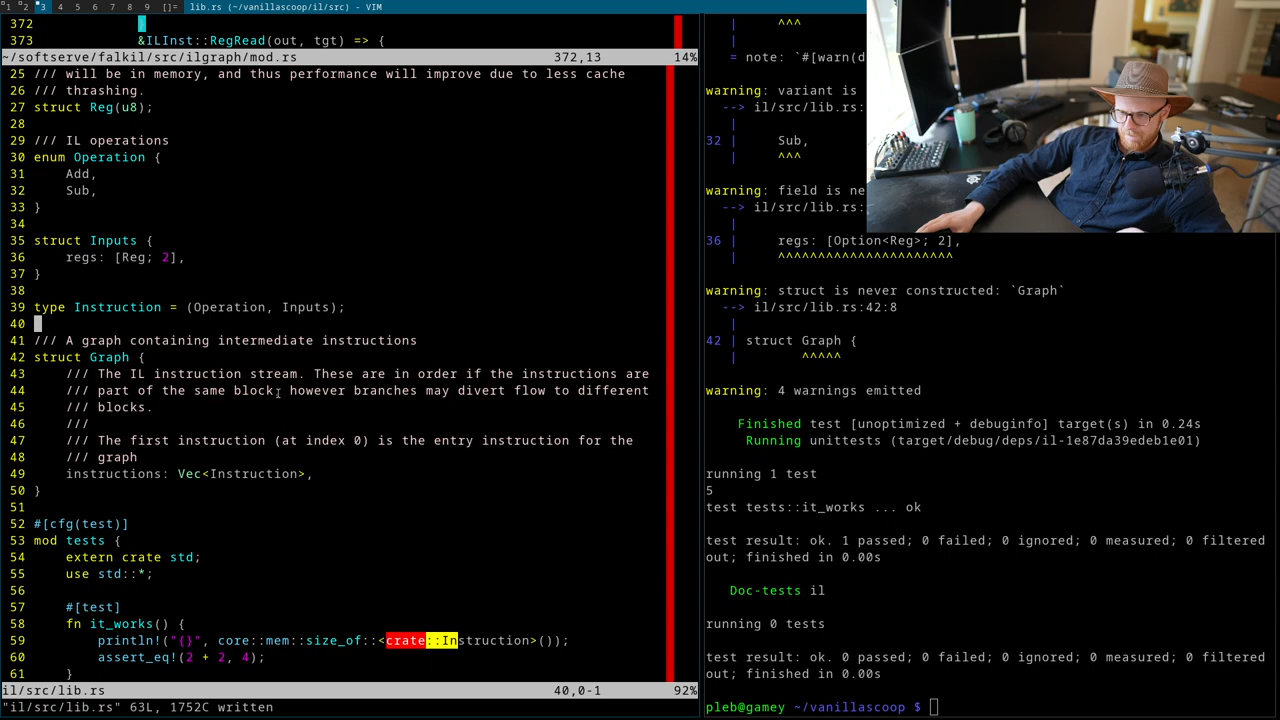 1 2 3 4 5 6 7 8 9 []= lib.rs (~/vanillascoop/il/src) - VIM
372 }
373 &ILInst::RegRead(out, tgt) => {
~/softserve/falkil/src/ilgraph/mod.rs 372,13 14%
25 /// will be in memory, and thus performance will improve due to less cache
26 /// thrashing.
27 struct Reg(u8);
28
29 /// IL operations
30 enum Operation {
31 Add,
32 Sub,
33 }
34
35 struct Inputs {
36 regs: [Reg; 2],
37 }
38
39 type Instruction = (Operation, Inputs);
40
41 /// A graph containing intermediate instructions
42 struct Graph {
43 /// The IL instruction stream. These are in order if the instructions are
44 /// part of the same block, however branches may divert flow to different
45 /// blocks.
46 ///
47 /// The first instruction (at index 0) is the entry instruction for the
48 /// graph
49 instructions: Vec<Instruction>,
50 }
51
52 #[cfg(test)]
53 mod tests {
54 extern crate std;
55 use std::*;
56
57 #[test]
58 fn it_works() {
59 println!("{}", core::mem::size_of::<crate::Instruction>());
60 assert_eq!(2 + 2, 4);
61 }
il/src/lib.rs 40,0-1 92%
"il/src/lib.rs" 63L, 1752C written
| ^^^
|
= note: `#[warn(d
warning: variant is
--> il/src/lib.rs:
|
32 | Sub,
| ^^^
warning: field is ne
--> il/src/lib.rs:
36 | regs: [Option<Reg>; 2],
| ^^^^^^^^^^^^^^^^^^^^^^
warning: struct is never constructed: `Graph`
--> il/src/lib.rs:42:8
|
42 | struct Graph {
| ^^^^^
warning: 4 warnings emitted
Finished test [unoptimized + debuginfo] target(s) in 0.24s
Running unittests (target/debug/deps/il-1e87da39edeb1e01)
running 1 test
5
test tests::it_works ... ok
test result: ok. 1 passed; 0 failed; 0 ignored; 0 measured; 0 filtered
out; finished in 0.00s
Doc-tests il
running 0 tests
test result: ok. 0 passed; 0 failed; 0 ignored; 0 measured; 0 filtered
out; finished in 0.00s
pleb@gamey ~/vanillascoop $